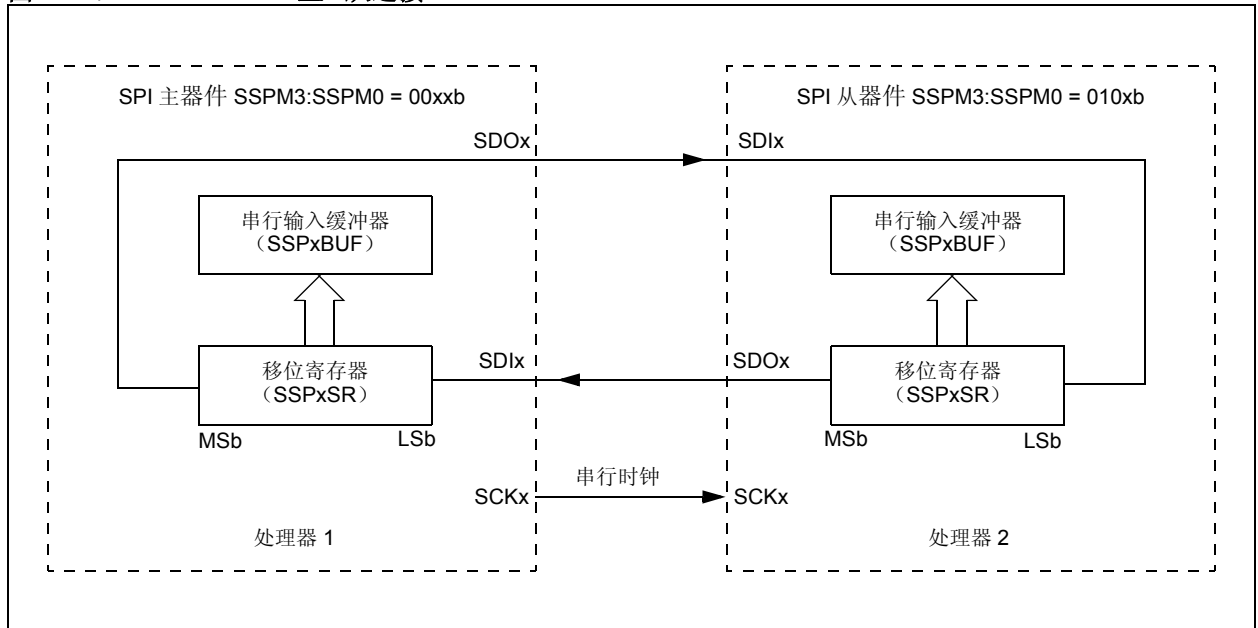 SPI 主器件 SSPM3:SSPM0 = 00xxb
SPI 从器件 SSPM3:SSPM0 = 010xb
SDOx
SDIx
串行输入缓冲器
（SSPxBUF）
串行输入缓冲器
（SSPxBUF）
移位寄存器
（SSPxSR）
SDIx
SDOx
移位寄存器
（SSPxSR）
MSb
LSb
MSb
LSb
串行时钟
SCKx
SCKx
处理器 1
处理器 2